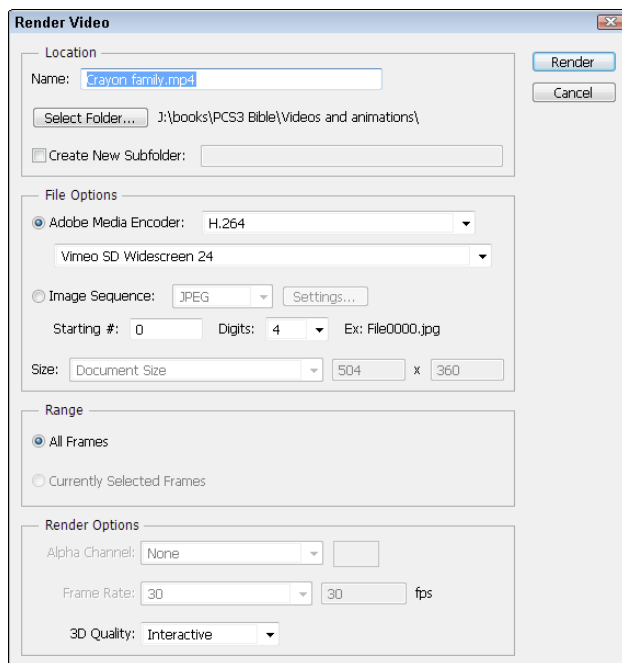 Render Video
Location
Name: Crayon family.mp4
Render
Cancel
Select Folder... J:\books\PCS3 Bible\Videos and animations\
Create New Subfolder:
File Options
Adobe Media Encoder: H.264
Vimeo SD Widescreen 24
Image Sequence: JPEG Settings...
Starting #: 0 Digits: 4 Ex: File0000.jpg
Size: Document Size 504 x 360
Range
All Frames
Currently Selected Frames
Render Options
Alpha Channel: None
Frame Rate: 30 30 fps
3D Quality: Interactive